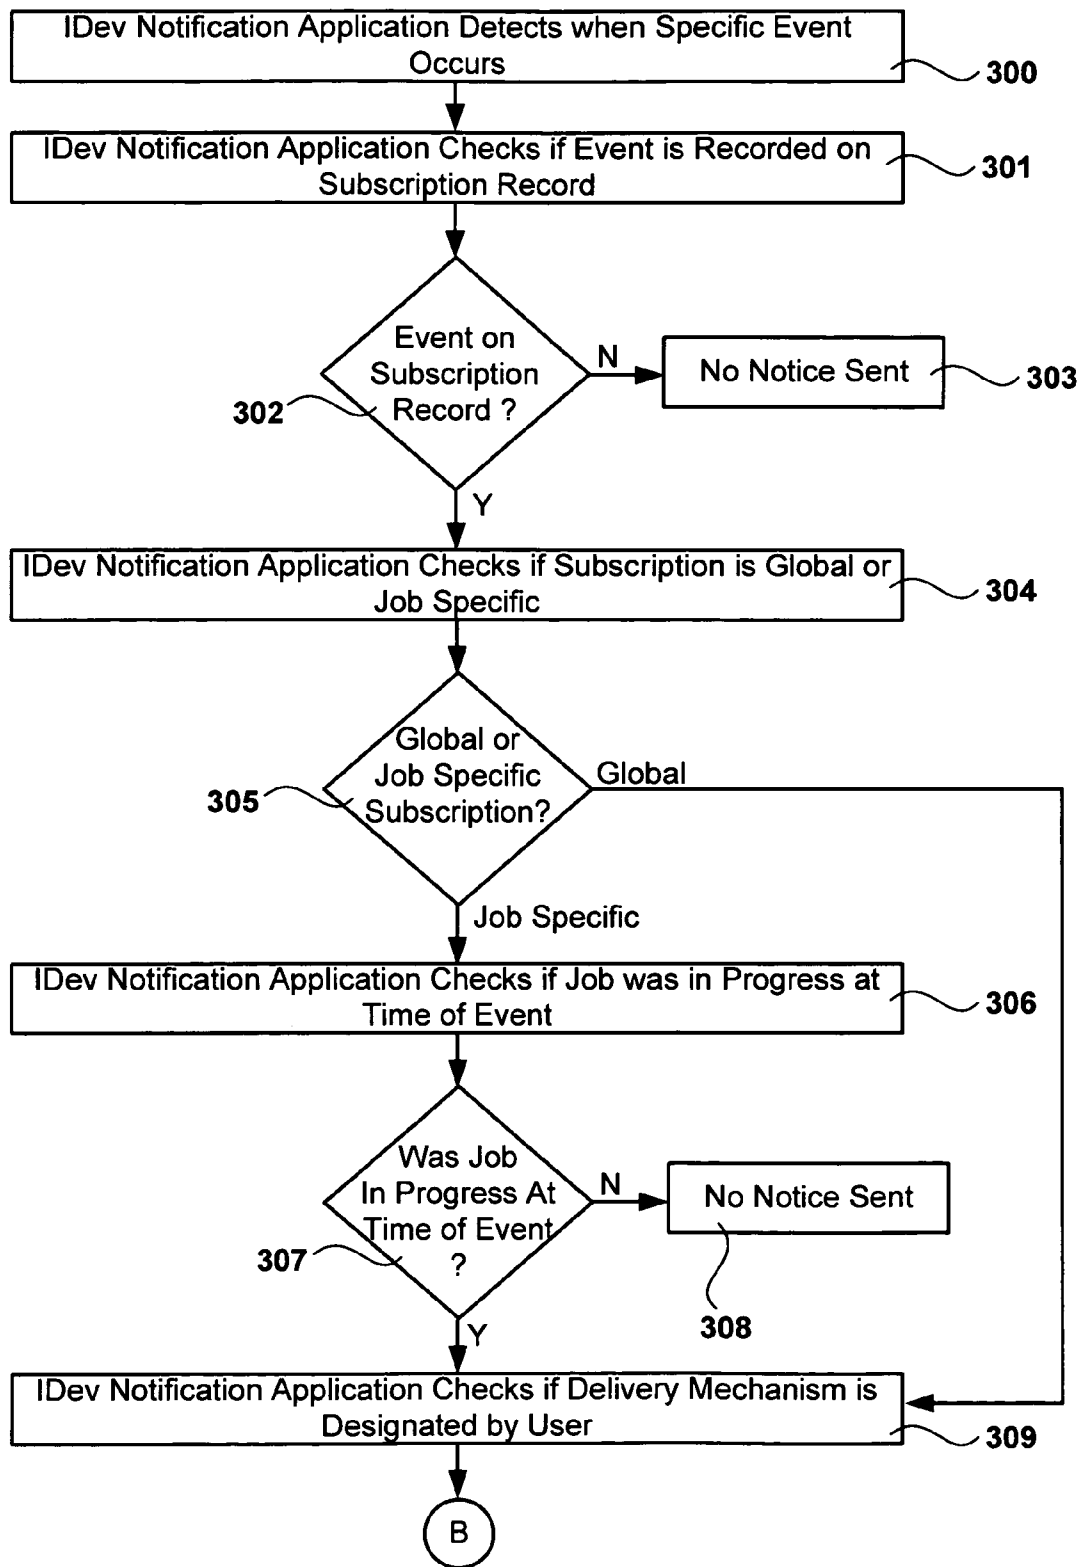 IDev Notification Application Detects when Specific Event
Occurs
300
IDev Notification Application Checks if Event is Recorded on
Subscription Record
301
Event on
Subscription
Record ?
302
N
No Notice Sent
303
Y
IDev Notification Application Checks if Subscription is Global or
Job Specific
304
Global or
Job Specific
Subscription?
305
Global
Job Specific
IDev Notification Application Checks if Job was in Progress at
Time of Event
306
Was Job
In Progress At
Time of Event
?
307
N
No Notice Sent
308
Y
IDev Notification Application Checks if Delivery Mechanism is
Designated by User
309
B